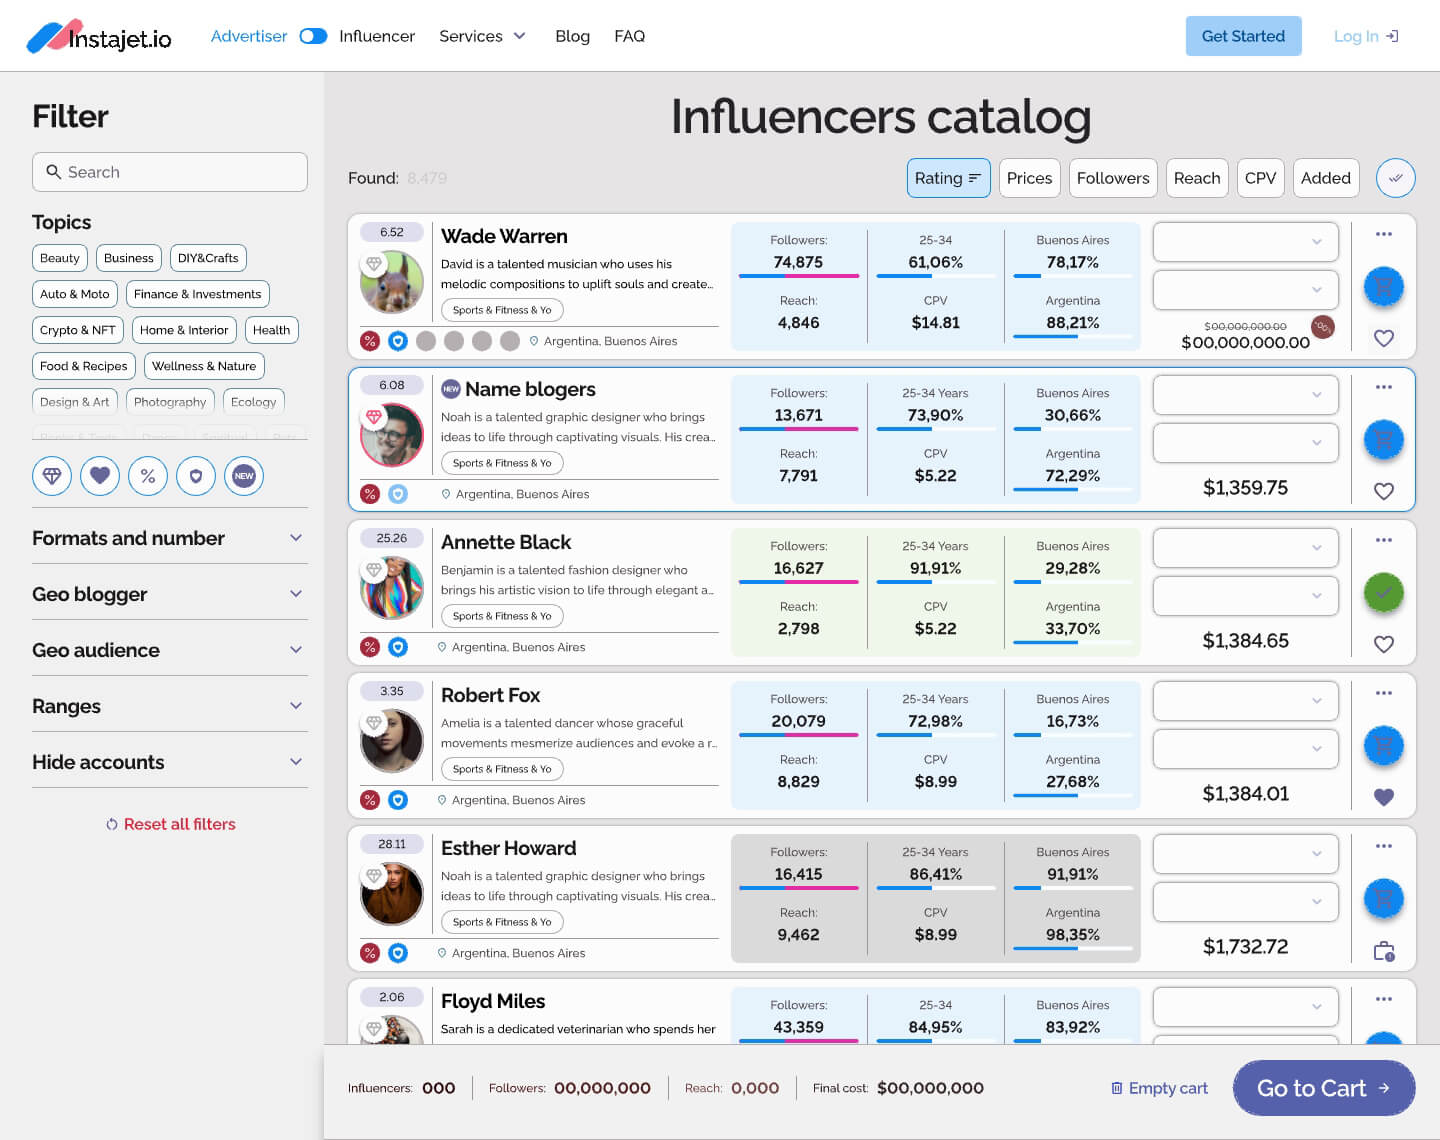 Instajet.io
Advertiser
Influencer
Services
Blog
FAQ
Get Started
Log In
Filter
Search
Topics
Beauty
Business
DIY&Crafts
Auto & Moto
Finance & Investments
Crypto & NFT
Home & Interior
Health
Food & Recipes
Wellness & Nature
Design & Art
Photography
Ecology
NEW
Formats and number
Geo blogger
Geo audience
Ranges
Hide accounts
Reset all filters
Influencers catalog
Found: 8,479
Rating
Prices
Followers
Reach
CPV
Added
6.52
Wade Warren
David is a talented musician who uses his
melodic compositions to uplift souls and create...
Sports & Fitness & Yo
Argentina, Buenos Aires
Followers:
74,875
Reach:
4,846
25-34
61,06%
CPV
$14.81
Buenos Aires
78,17%
Argentina
88,21%
$00,000,000.00
-00%
$00,000,000.00
6.08
NEW
Name blogers
Noah is a talented graphic designer who brings
ideas to life through captivating visuals. His crea...
Sports & Fitness & Yo
Argentina, Buenos Aires
Followers:
13,671
Reach:
7,791
25-34 Years
73,90%
CPV
$5.22
Buenos Aires
30,66%
Argentina
72,29%
$1,359.75
25.26
Annette Black
Benjamin is a talented fashion designer who
brings his artistic vision to life through elegant a...
Sports & Fitness & Yo
Argentina, Buenos Aires
Followers:
16,627
Reach:
2,798
25-34 Years
91,91%
CPV
$5.22
Buenos Aires
29,28%
Argentina
33,70%
$1,384.65
3.35
Robert Fox
Amelia is a talented dancer whose graceful
movements mesmerize audiences and evoke a r...
Sports & Fitness & Yo
Argentina, Buenos Aires
Followers:
20,079
Reach:
8,829
25-34 Years
72,98%
CPV
$8.99
Buenos Aires
16,73%
Argentina
27,68%
$1,384.01
28.11
Esther Howard
Noah is a talented graphic designer who brings
ideas to life through captivating visuals. His crea...
Sports & Fitness & Yo
Argentina, Buenos Aires
Followers:
16,415
Reach:
9,462
25-34 Years
86,41%
CPV
$8.99
Buenos Aires
91,91%
Argentina
98,35%
$1,732.72
2.06
Floyd Miles
Sarah is a dedicated veterinarian who spends her
Followers:
43,359
25-34
84,95%
Buenos Aires
83,92%
Influencers: 000
Followers: 00,000,000
Reach: 0,000
Final cost: $00,000,000
Empty cart
Go to Cart